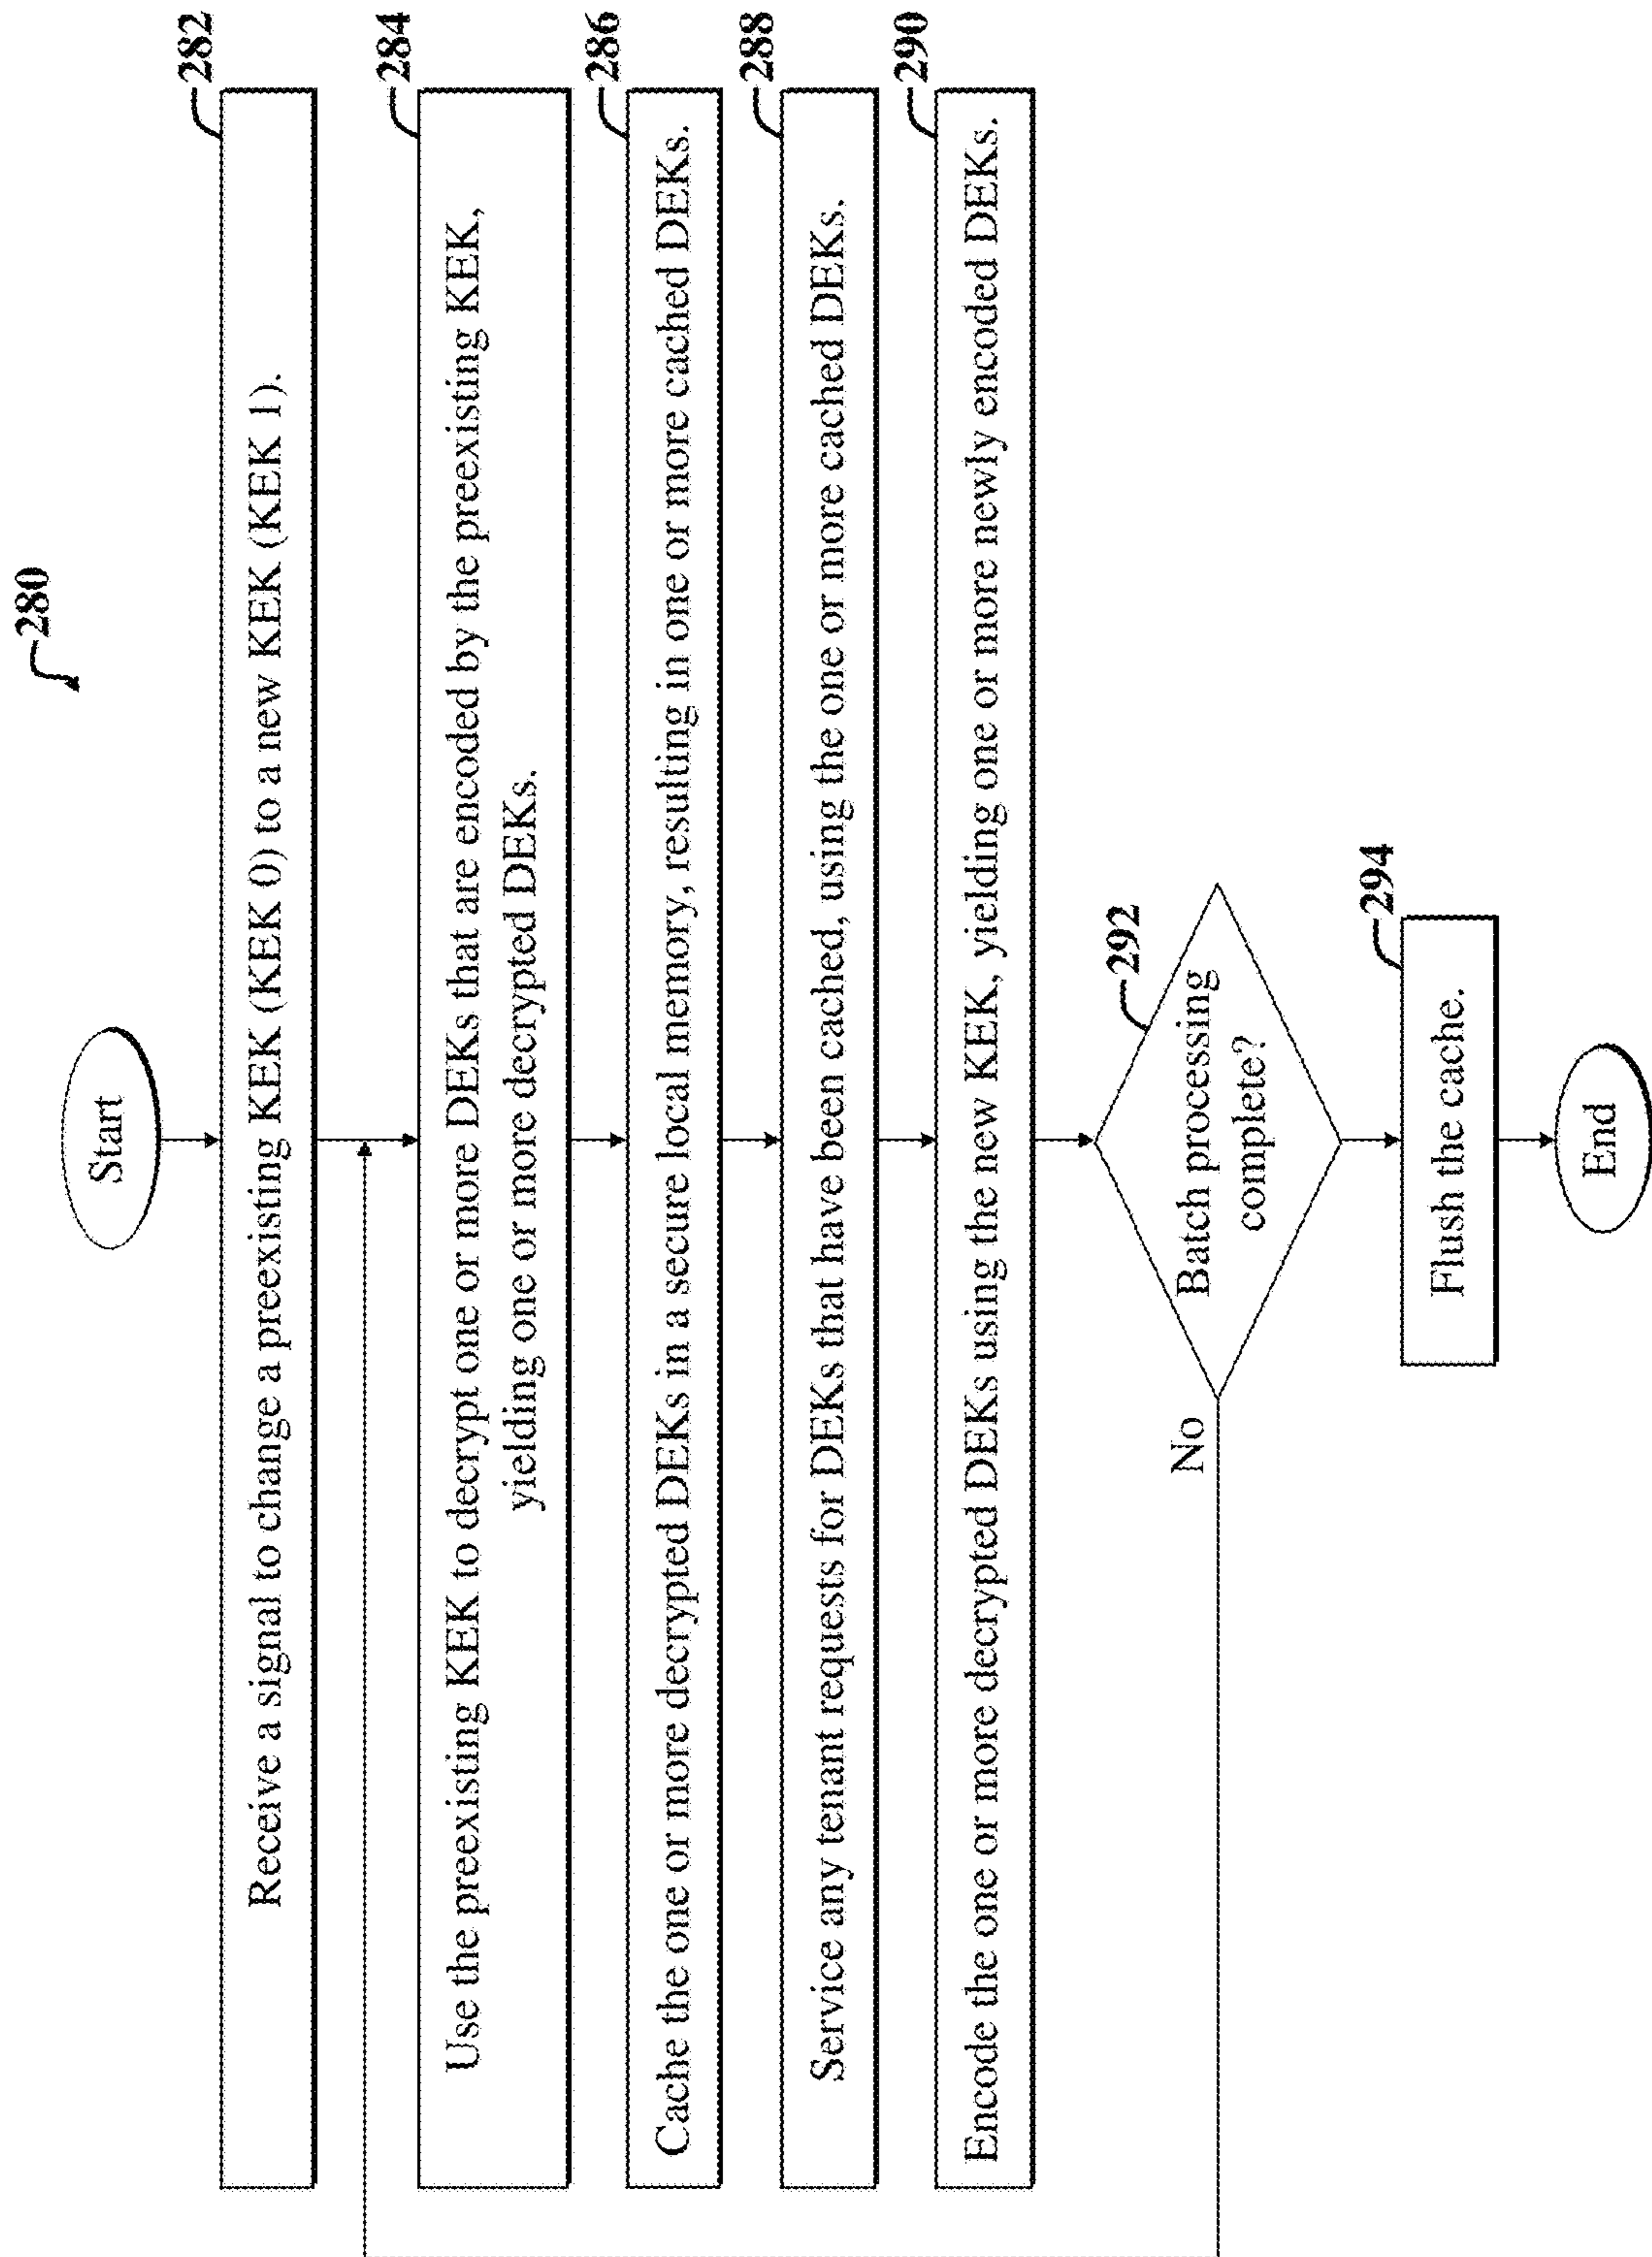 280
Start
282
Receive a signal to change a preexisting KEK (KEK 0) to a new KEK (KEK 1).
284
Use the preexisting KEK to decrypt one or more DEKs that are encoded by the preexisting KEK,
yielding one or more decrypted DEKs.
286
Cache the one or more decrypted DEKs in a secure local memory, resulting in one or more cached DEKs.
288
Service any tenant requests for DEKs that have been cached, using the one or more cached DEKs.
290
Encode the one or more decrypted DEKs using the new KEK, yielding one or more newly encoded DEKs.
292
Batch processing
complete?
No
294
Flush the cache.
End